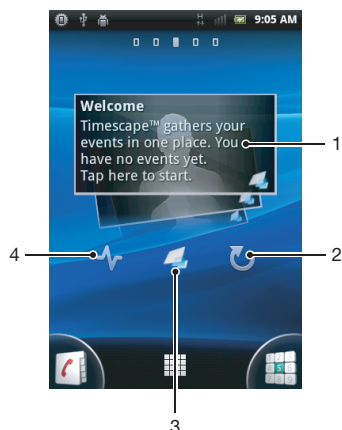 H
9:05 AM
Welcome
Timescape™ gathers your
events in one place. You
have no events yet.
Tap here to start.
1
4
2
5
3